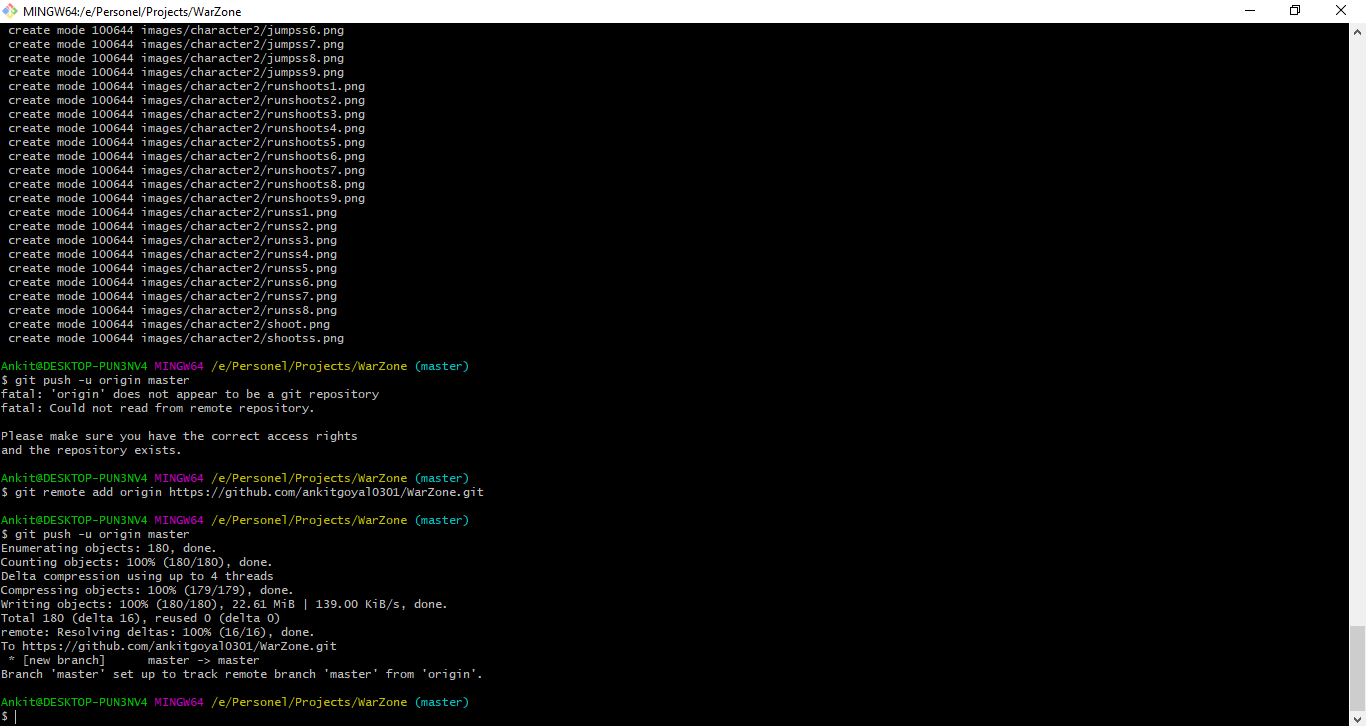 MINGW64:/e/Personel/Projects/WarZone
create mode 100644 images/character2/jumpss6.png
create mode 100644 images/character2/jumpss7.png
create mode 100644 images/character2/jumpss8.png
create mode 100644 images/character2/jumpss9.png
create mode 100644 images/character2/runshoots1.png
create mode 100644 images/character2/runshoots2.png
create mode 100644 images/character2/runshoots3.png
create mode 100644 images/character2/runshoots4.png
create mode 100644 images/character2/runshoots5.png
create mode 100644 images/character2/runshoots6.png
create mode 100644 images/character2/runshoots7.png
create mode 100644 images/character2/runshoots8.png
create mode 100644 images/character2/runshoots9.png
create mode 100644 images/character2/runss1.png
create mode 100644 images/character2/runss2.png
create mode 100644 images/character2/runss3.png
create mode 100644 images/character2/runss4.png
create mode 100644 images/character2/runss5.png
create mode 100644 images/character2/runss6.png
create mode 100644 images/character2/runss7.png
create mode 100644 images/character2/runss8.png
create mode 100644 images/character2/shoot.png
create mode 100644 images/character2/shootss.png
Ankit@DESKTOP-PUN3NV4 MINGW64 /e/Personel/Projects/WarZone (master)
$ git push -u origin master
fatal: 'origin' does not appear to be a git repository
fatal: Could not read from remote repository.
Please make sure you have the correct access rights
and the repository exists.
Ankit@DESKTOP-PUN3NV4 MINGW64 /e/Personel/Projects/WarZone (master)
$ git remote add origin https://github.com/ankitgoyal0301/WarZone.git
Ankit@DESKTOP-PUN3NV4 MINGW64 /e/Personel/Projects/WarZone (master)
$ git push -u origin master
Enumerating objects: 180, done.
Counting objects: 100% (180/180), done.
Delta compression using up to 4 threads
Compressing objects: 100% (179/179), done.
Writing objects: 100% (180/180), 22.61 MiB | 139.00 KiB/s, done.
Total 180 (delta 16), reused 0 (delta 0)
remote: Resolving deltas: 100% (16/16), done.
To https://github.com/ankitgoyal0301/WarZone.git
* [new branch]      master -> master
Branch 'master' set up to track remote branch 'master' from 'origin'.
Ankit@DESKTOP-PUN3NV4 MINGW64 /e/Personel/Projects/WarZone (master)
$